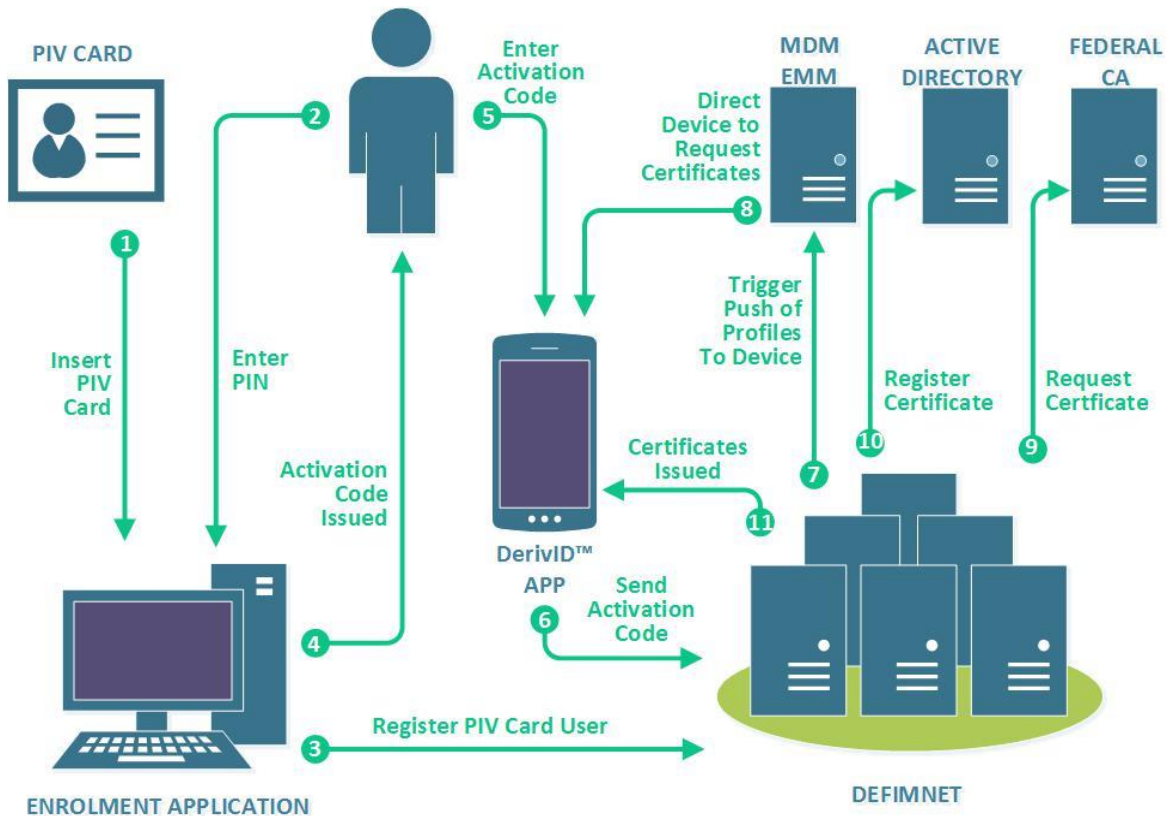 PIV CARD
1
Insert
PIV
Card
2
Enter
PIN
Enter
Activation
Code
5
MDM
EMM
ACTIVE
DIRECTORY
FEDERAL
CA
Direct
Device to
Request
Certificates
8
Trigger
Push of
Profiles
To Device
7
Register
Certificate
10
Request
Certficate
9
Activation
Code
Issued
4
Certificates
Issued
11
DerivID™
APP
6
Send
Activation
Code
Register PIV Card User
3
ENROLMENT APPLICATION
DEFIMNET